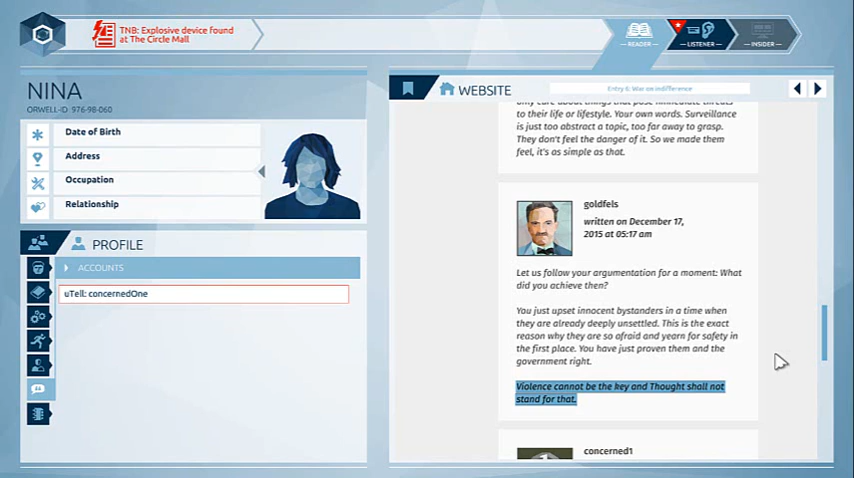 TNB: Explosive device found
at The Circle Mall
READER
LISTENER
INSIDER
NINA
ORWELL-ID 976-98-060
Date of Birth
Address
Occupation
Relationship
PROFILE
ACCOUNTS
uTell: concernedOne
WEBSITE
Entry 6: War on indifference
only care about things that pose immediate threats
to their life or lifestyle. Your own words. Surveillance
is just too abstract a topic, too far away to grasp.
They don't feel the danger of it. So we made them
feel, it's as simple as that.
goldfels
written on December 17,
2015 at 05:17 am
Let us follow your argumentation for a moment: What
did you achieve then?
You just upset innocent bystanders in a time when
they are already deeply unsettled. This is the exact
reason why they are so afraid and yearn for safety in
the first place. You have just proven them and the
government right.
Violence cannot be the key and Thought shall not
stand for that.
concerned1